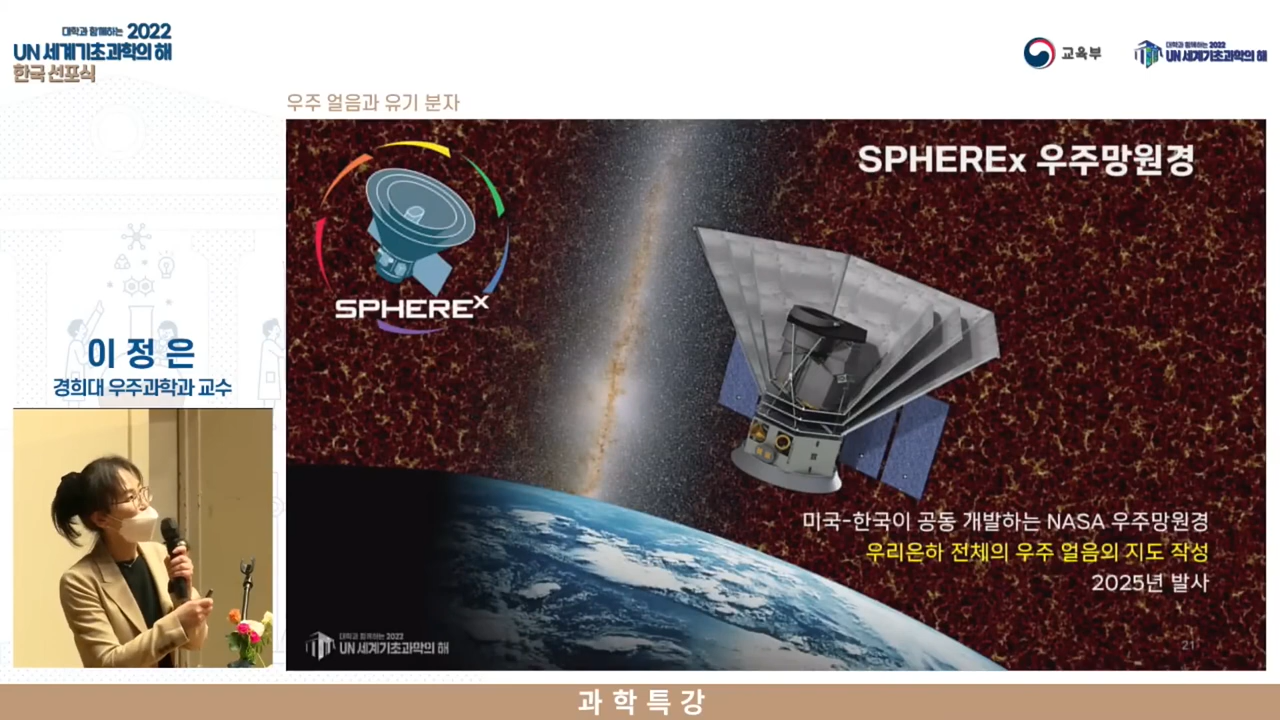 대학과 함께하는 2022
UN 세계기초과학의 해
한국 선포식
교육부
대학과 함께하는 2022
UN 세계기초과학의 해
우주 얼음과 유기 분자
SPHEREx 우주망원경
SPHEREx
이정은
경희대 우주과학과 교수
미국-한국이 공동 개발하는 NASA 우주망원경
우리은하 전체의 우주 얼음의 지도 작성
2025년 발사
대학과 함께하는 2022
UN 세계기초과학의 해
21
과학특강